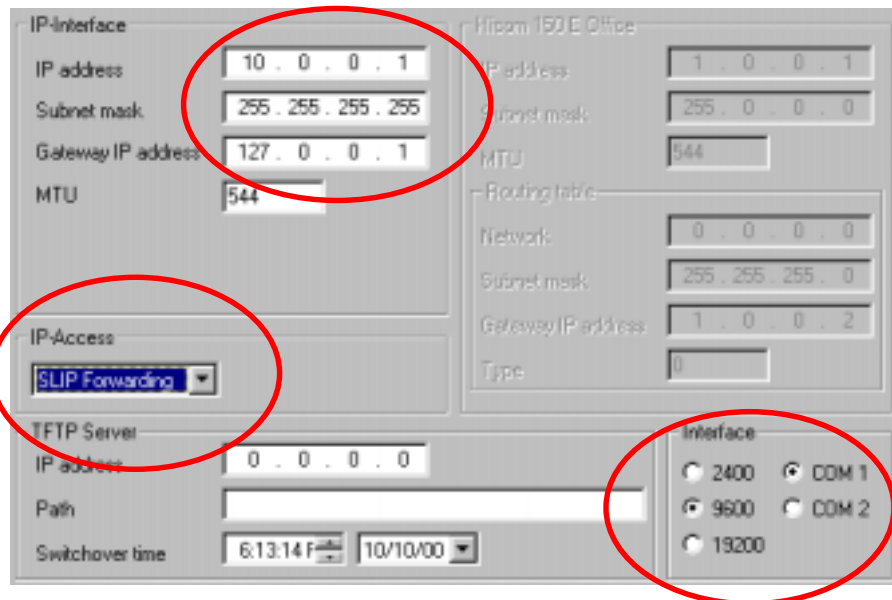 IP-Interface
IP address 10 . 0 . 0 . 1
Subnet mask 255 . 255 . 255 . 255
Gateway IP address 127 . 0 . 0 . 1
MTU 544
Hicom 150 E Office
IP address 1 . 0 . 0 . 1
Subnet mask 255 . 0 . 0 . 0
MTU 544
Routing table
Network 0 . 0 . 0 . 0
Subnet mask 255 . 255 . 255 . 0
Gateway IP address 1 . 0 . 0 . 2
Type 0
IP-Access
SLIP Forwarding
TFTP Server
IP address 0 . 0 . 0 . 0
Path
Switchover time 6:13:14 10/10/00
Interface
2400 COM 1
9600 COM 2
19200